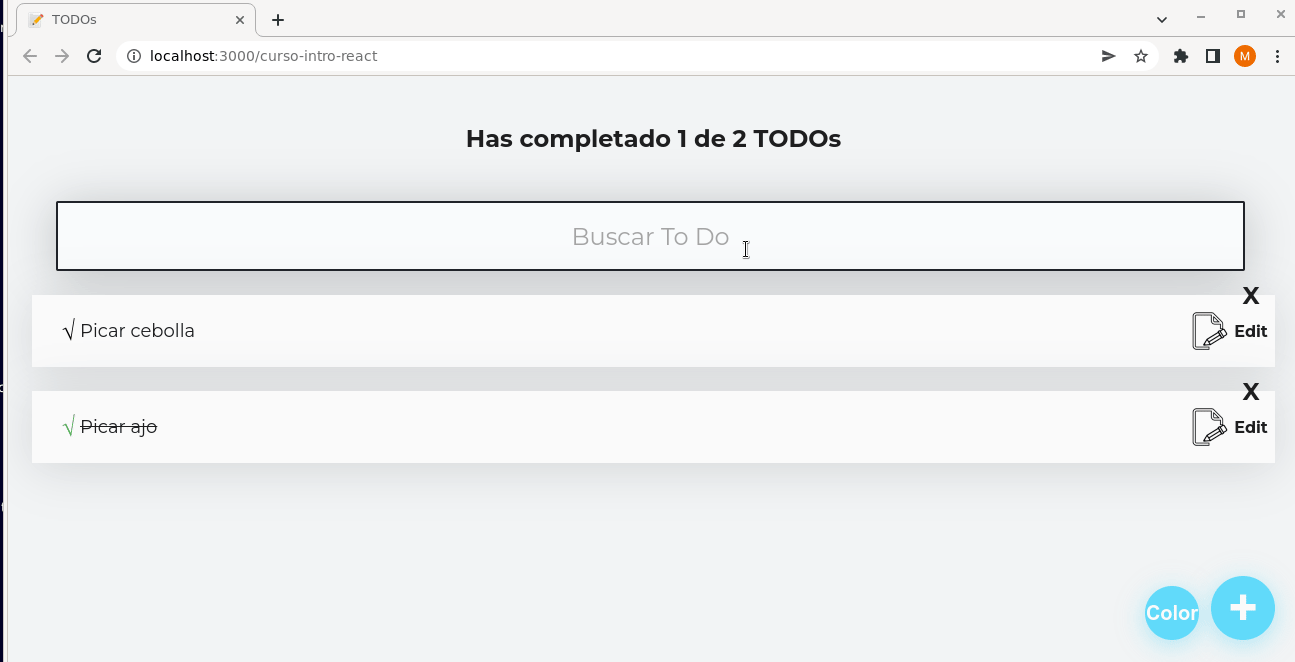 TODOs
localhost:3000/curso-intro-react
M
Has completado 1 de 2 TODOs
Buscar To Do
X
√ Picar cebolla
Edit
X
√ Picar ajo
Edit
Color
+